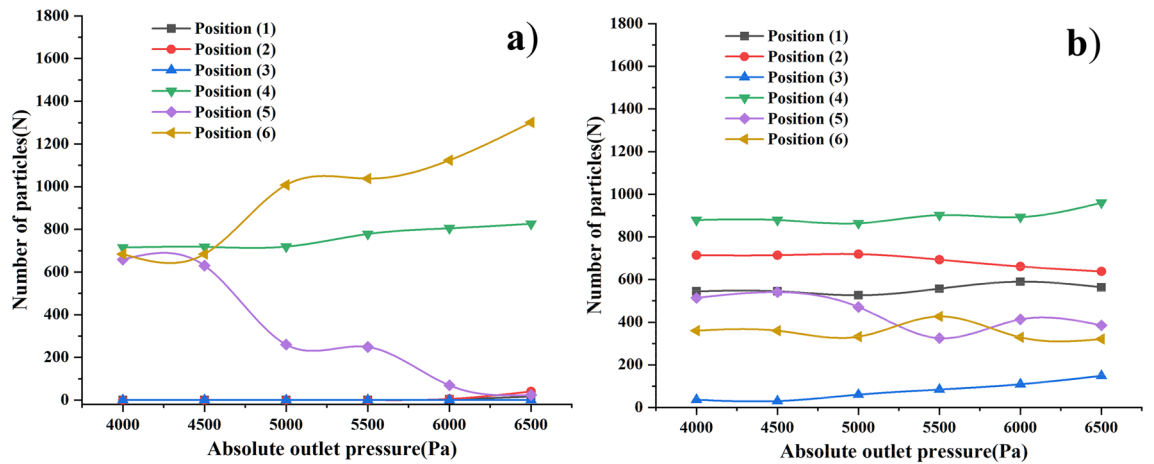 a)
Position (1)
Position (2)
Position (3)
Position (4)
Position (5)
Position (6)
Number of particles(N)
1800
1600
1400
1200
1000
800
600
400
200
0
4000 4500 5000 5500 6000 6500
Absolute outlet pressure(Pa)
b)
Position (1)
Position (2)
Position (3)
Position (4)
Position (5)
Position (6)
Number of particles(N)
1800
1600
1400
1200
1000
800
600
400
200
0
4000 4500 5000 5500 6000 6500
Absolute outlet pressure(Pa)